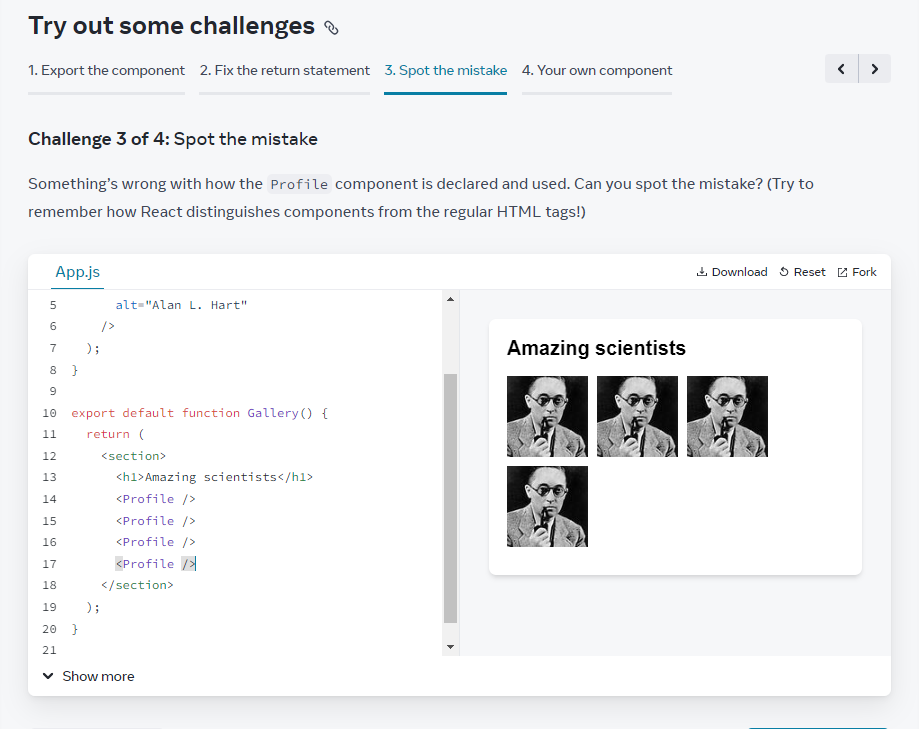 Try out some challenges
1. Export the component 2. Fix the return statement 3. Spot the mistake 4. Your own component
Challenge 3 of 4: Spot the mistake
Something’s wrong with how the Profile component is declared and used. Can you spot the mistake? (Try to
remember how React distinguishes components from the regular HTML tags!)
App.js
Download Reset Fork
5 alt="Alan L. Hart"
6 />
7 );
8 }
9
10 export default function Gallery() {
11 return (
12 <section>
13 <h1>Amazing scientists</h1>
14 <Profile />
15 <Profile />
16 <Profile />
17 <Profile />
18 </section>
19 );
20 }
21
Show more
Amazing scientists